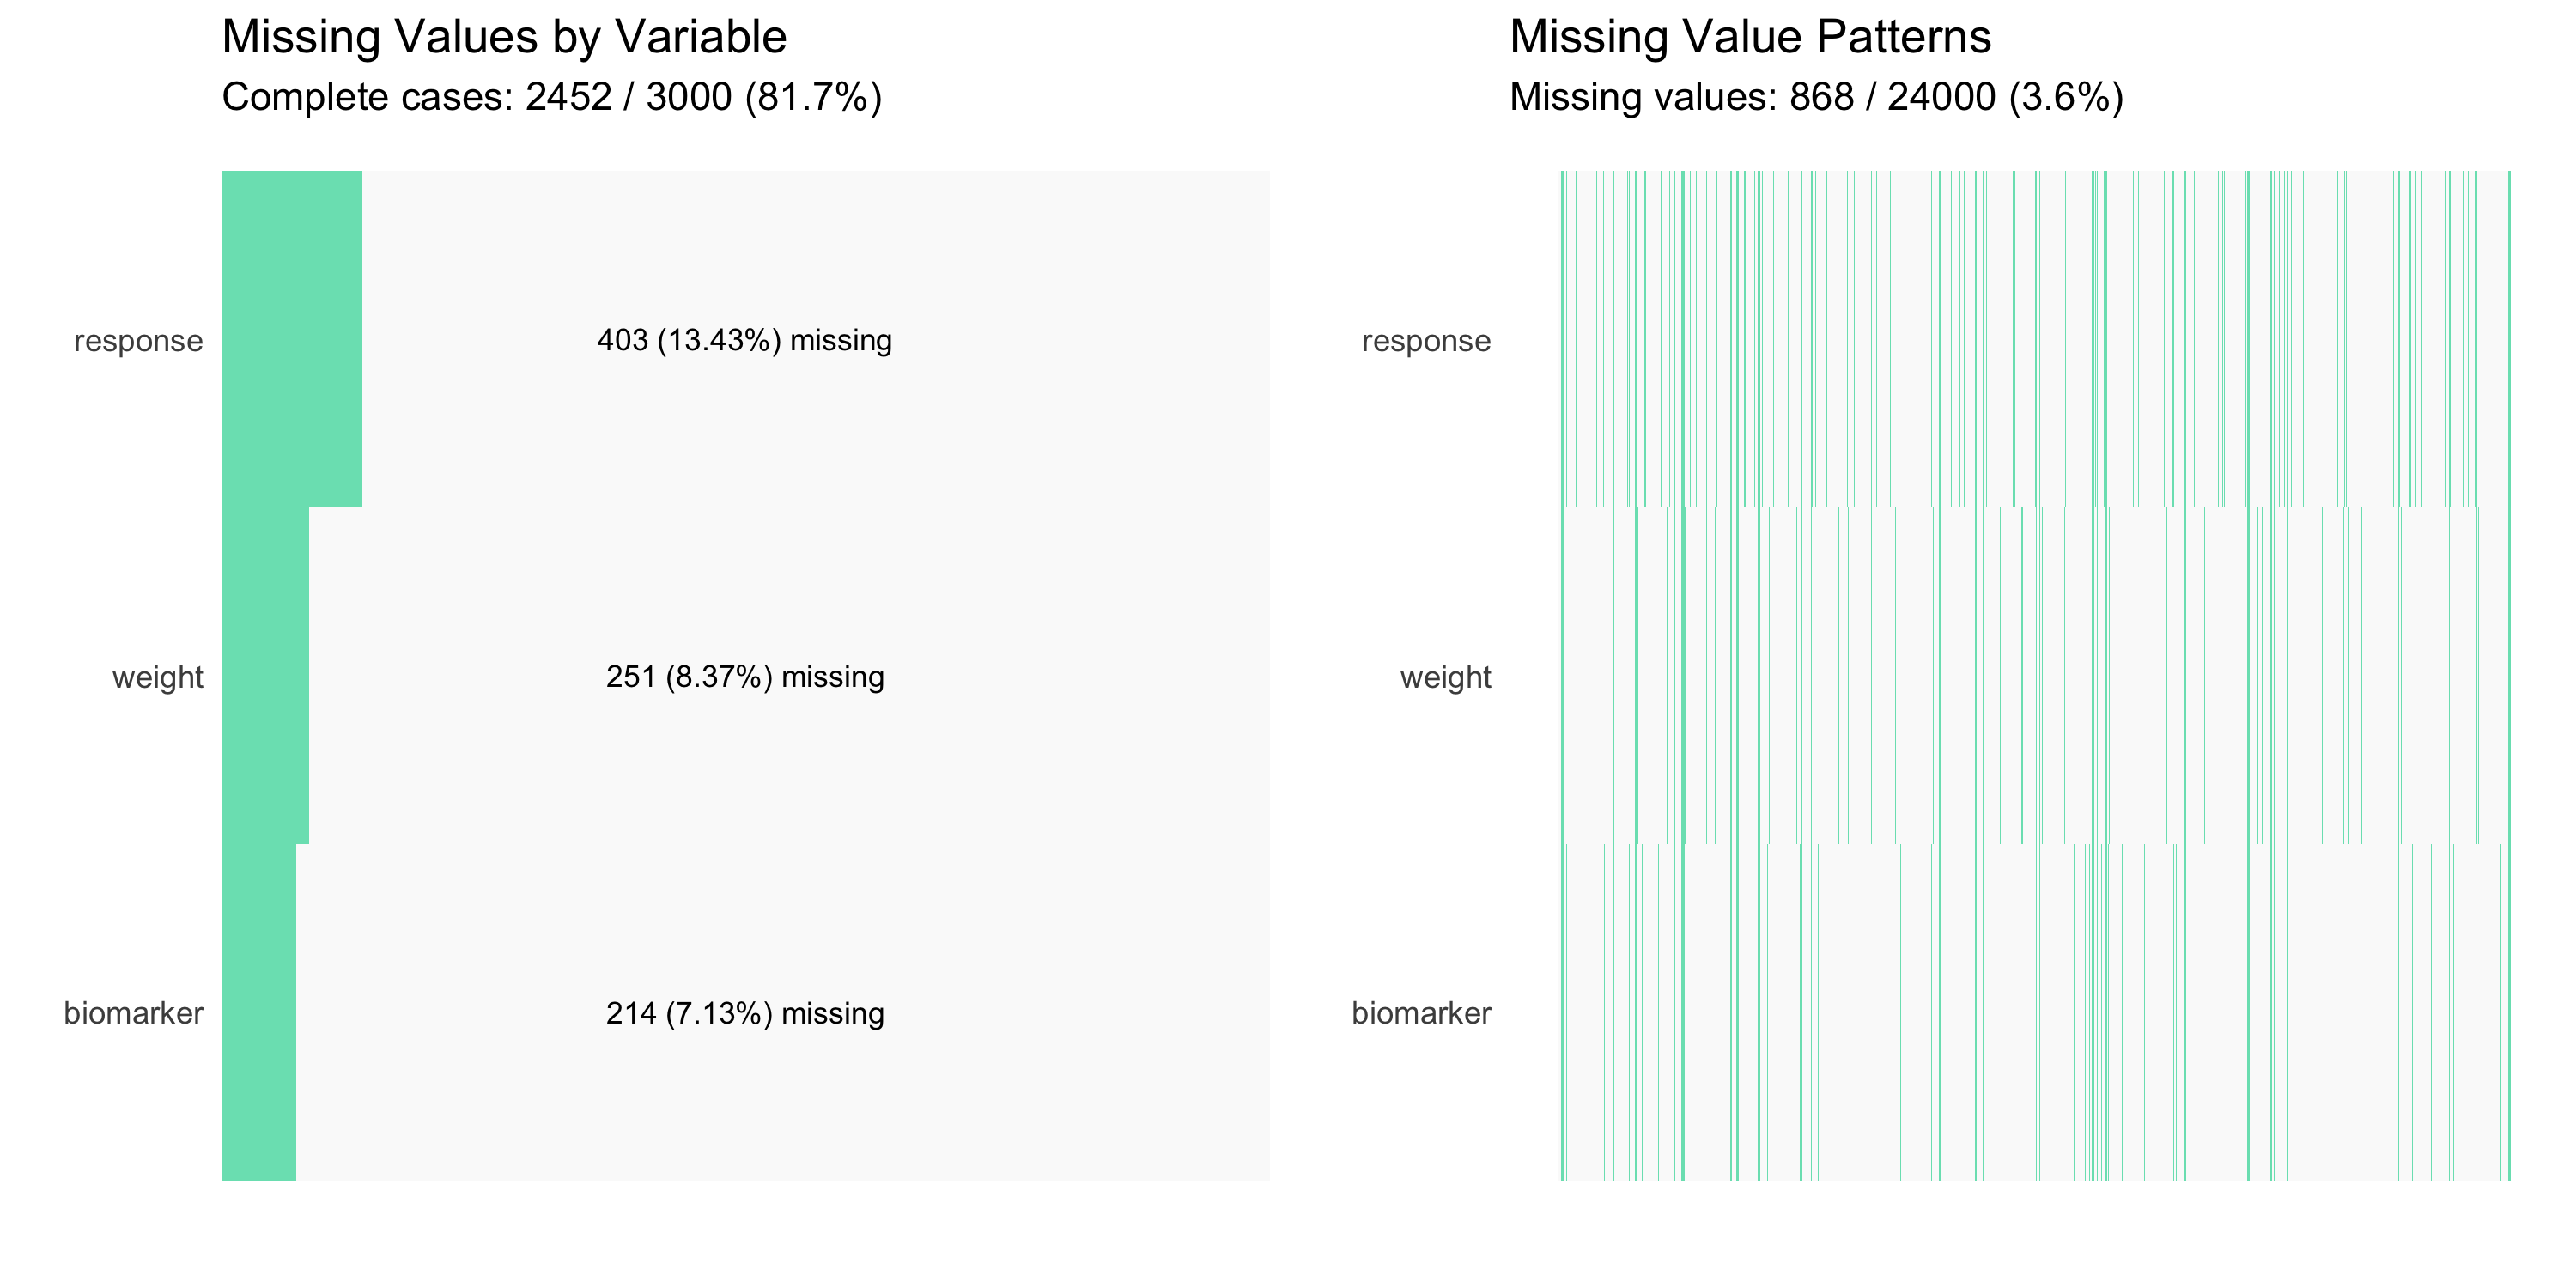 Missing Values by Variable
Complete cases: 2452 / 3000 (81.7%)
response
403 (13.43%) missing
weight
251 (8.37%) missing
biomarker
214 (7.13%) missing
Missing Value Patterns
Missing values: 868 / 24000 (3.6%)
response
weight
biomarker